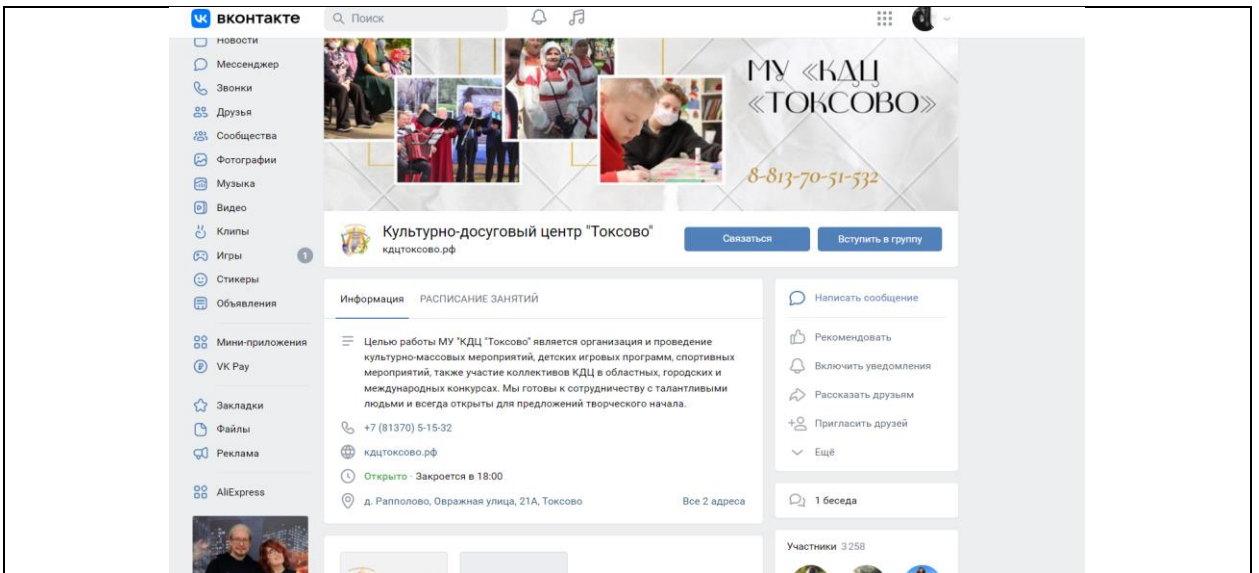 вконтакте
Поиск
Новости
Мессенджер
Звонки
Друзья
Сообщества
Фотографии
Музыка
Видео
Клипы
Игры 1
Стикеры
Объявления
Мини-приложения
VK Pay
Закладки
Файлы
Реклама
AliExpress
МУ «КДЦ
«ТОКСОВО»
8-813-70-51-532
Культурно-досуговый центр "Токсово"
кдцтоксово.рф
Связаться
Вступить в группу
Информация РАСПИСАНИЕ ЗАНЯТИЙ
Целью работы МУ "КДЦ "Токсово" является организация и проведение
культурно-массовых мероприятий, детских игровых программ, спортивных
мероприятий, также участие коллективов КДЦ в областных, городских и
международных конкурсах. Мы готовы к сотрудничеству с талантливыми
людьми и всегда открыты для предложений творческого начала.
+7 (81370) 5-15-32
кдцтоксово.рф
Открыто · Закроется в 18:00
д. Рапполово, Овражная улица, 21А, Токсово Все 2 адреса
Написать сообщение
Рекомендовать
Включить уведомления
Рассказать друзьям
Пригласить друзей
Ещё
1 беседа
Участники 3 258